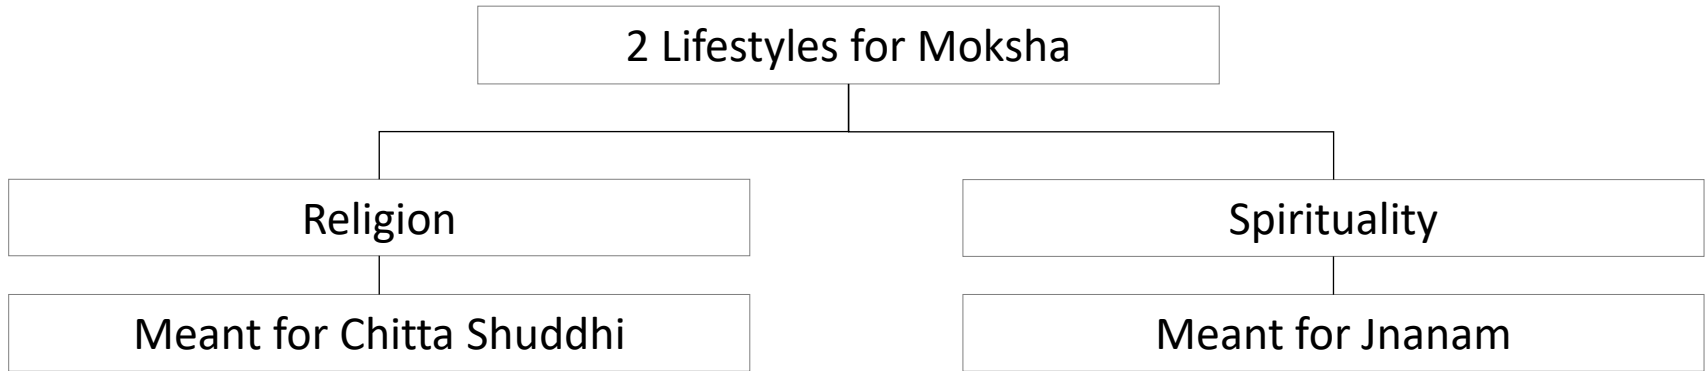 2 Lifestyles for Moksha
Religion
Spirituality
Meant for Chitta Shuddhi
Meant for Jnanam